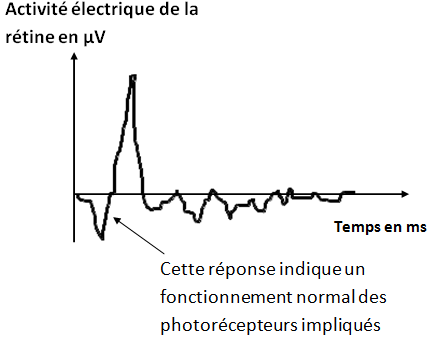 Activité électrique de la
rétine en µV
Temps en ms
Cette réponse indique un
fonctionnement normal des
photorécepteurs impliqués